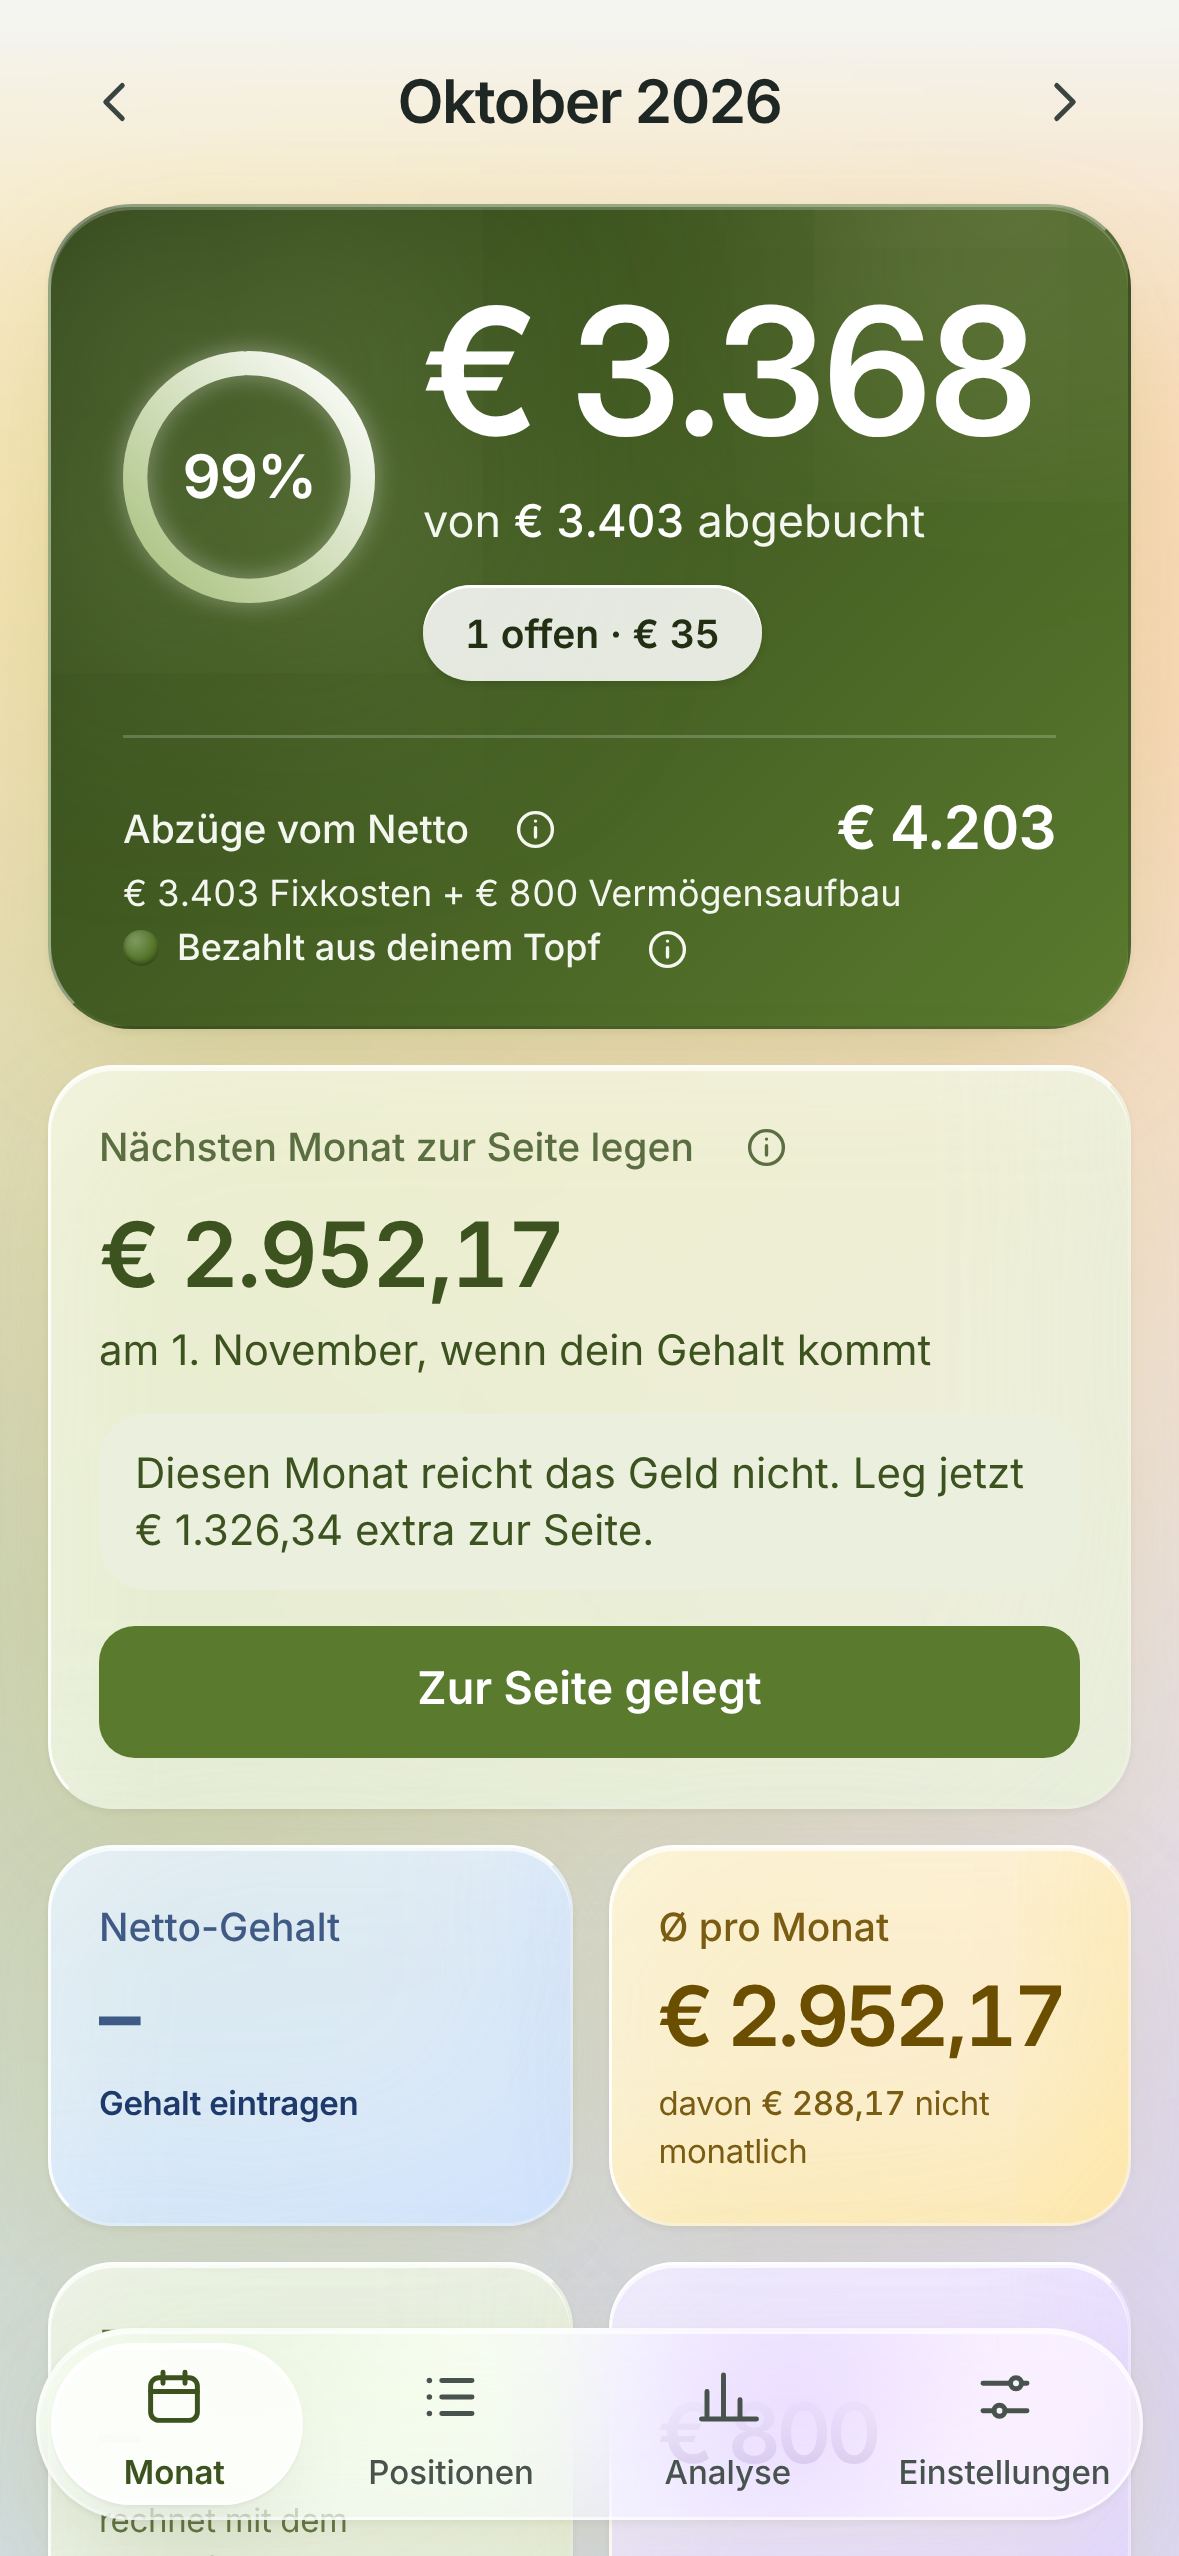 Oktober 2026
€ 3.368
99%
von € 3.403 abgebucht
1 offen · € 35
Abzüge vom Netto
€ 4.203
€ 3.403 Fixkosten + € 800 Vermögensaufbau
Bezahlt aus deinem Topf
Nächsten Monat zur Seite legen
€ 2.952,17
am 1. November, wenn dein Gehalt kommt
Diesen Monat reicht das Geld nicht. Leg jetzt
€ 1.326,34 extra zur Seite.
Zur Seite gelegt
Netto-Gehalt
–
Gehalt eintragen
Ø pro Monat
€ 2.952,17
davon € 288,17 nicht
monatlich
€ 800
Monat
Positionen
Analyse
Einstellungen
rechnet mit dem